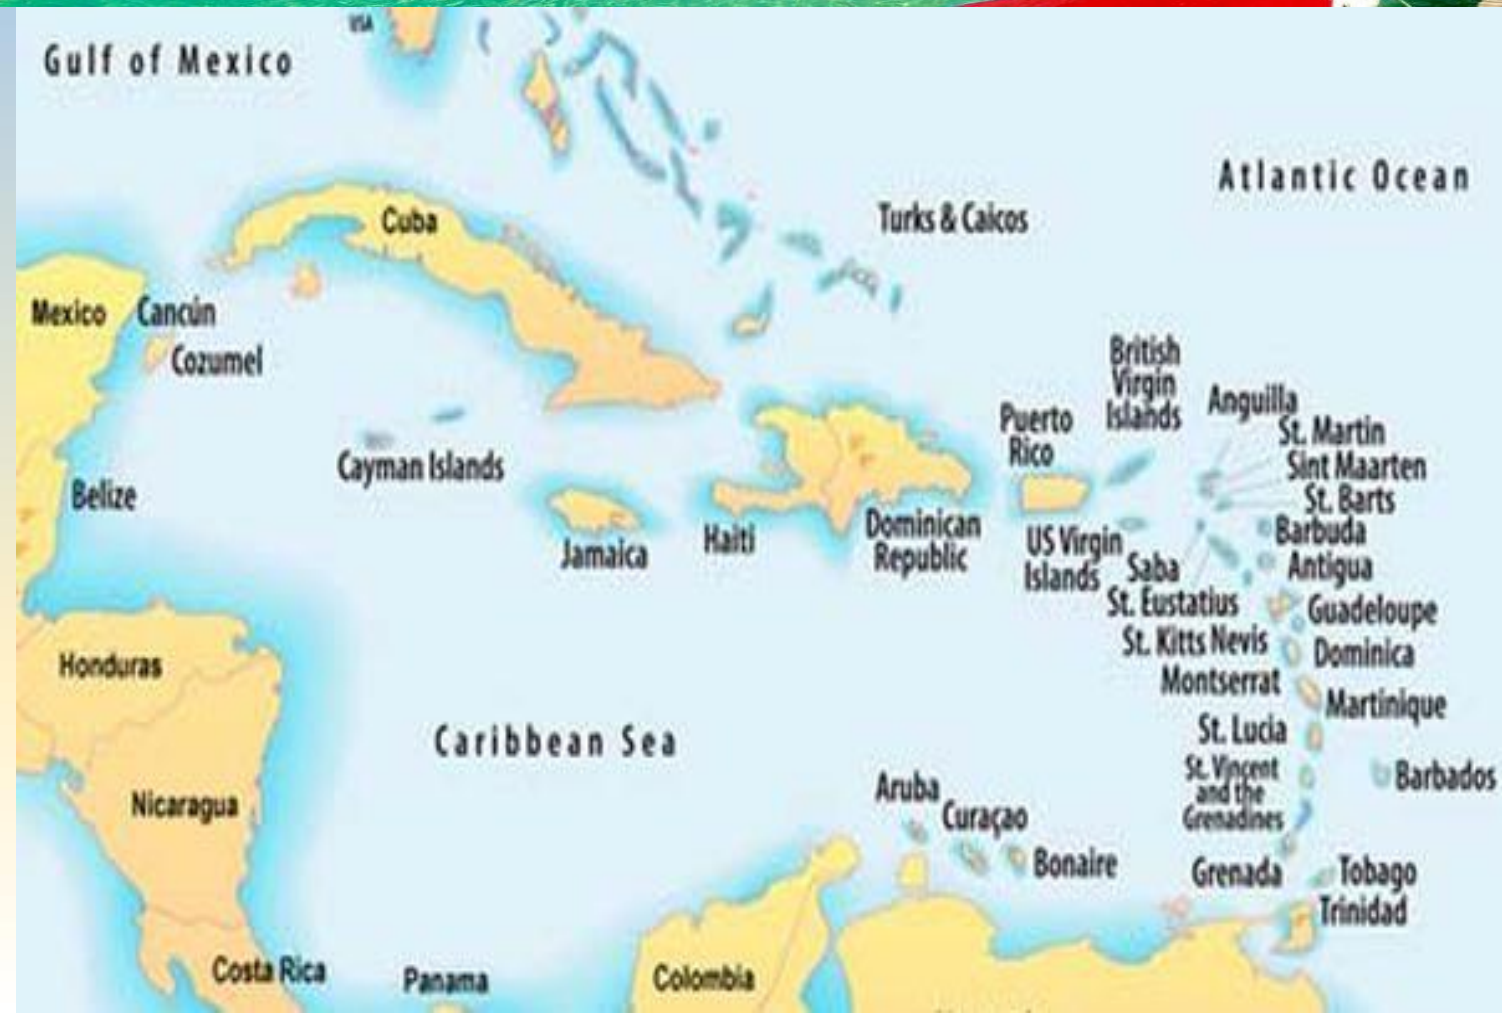 USA
Gulf of Mexico
Atlantic Ocean
Turks & Caicos
Cuba
Mexico
Cancún
Cozumel
British
Virgin
Islands
Anguilla
Puerto
Rico
St. Martin
Sint Maarten
St. Barts
Cayman Islands
Belize
Jamaica
Haiti
Dominican
Republic
US Virgin
Islands
Barbuda
Antigua
Saba
St. Eustatius
Guadeloupe
St. Kitts Nevis
Dominica
Honduras
Montserrat
Martinique
St. Lucia
Caribbean Sea
St. Vincent
and the
Grenadines
Barbados
Aruba
Curaçao
Nicaragua
Bonaire
Grenada
Tobago
Trinidad
Costa Rica
Panama
Colombia